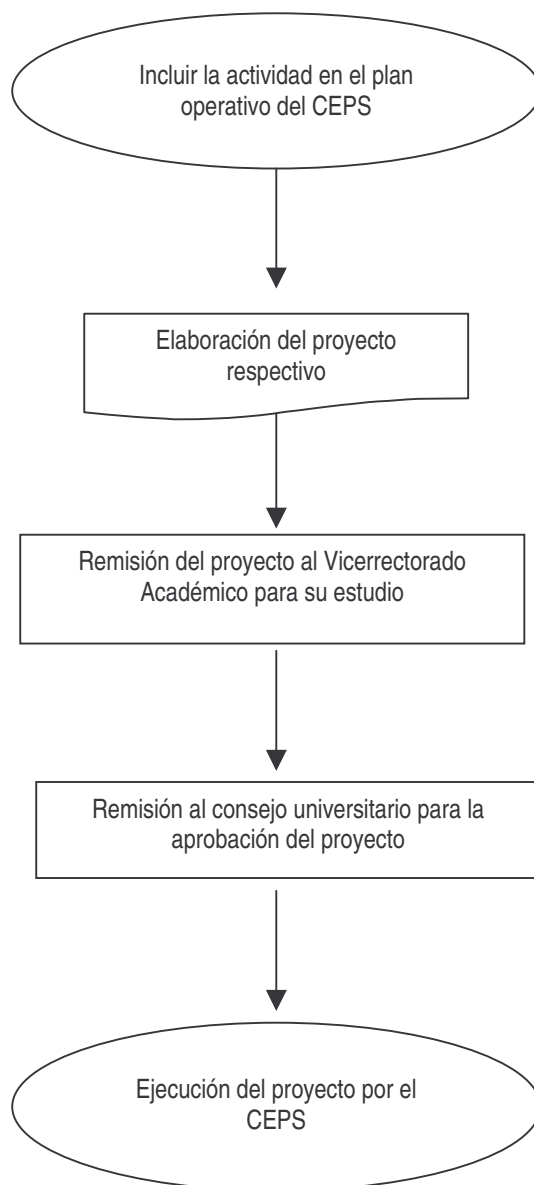 Incluir la actividad en el plan
operativo del CEPS
Elaboración del proyecto
respectivo
Remisión del proyecto al Vicerrectorado
Académico para su estudio
Remisión al consejo universitario para la
aprobación del proyecto
Ejecución del proyecto por el
CEPS